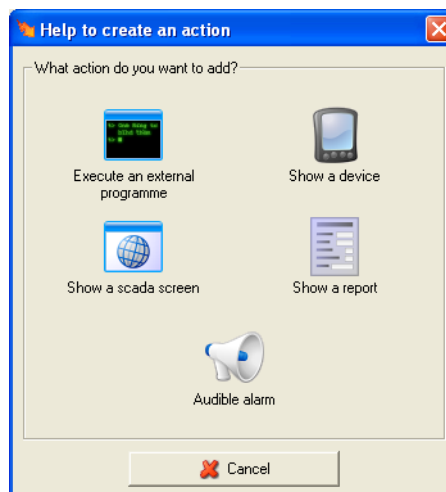 Help to create an action
What action do you want to add?
Execute an external
programme
Show a device
Show a scada screen
Show a report
Audible alarm
Cancel